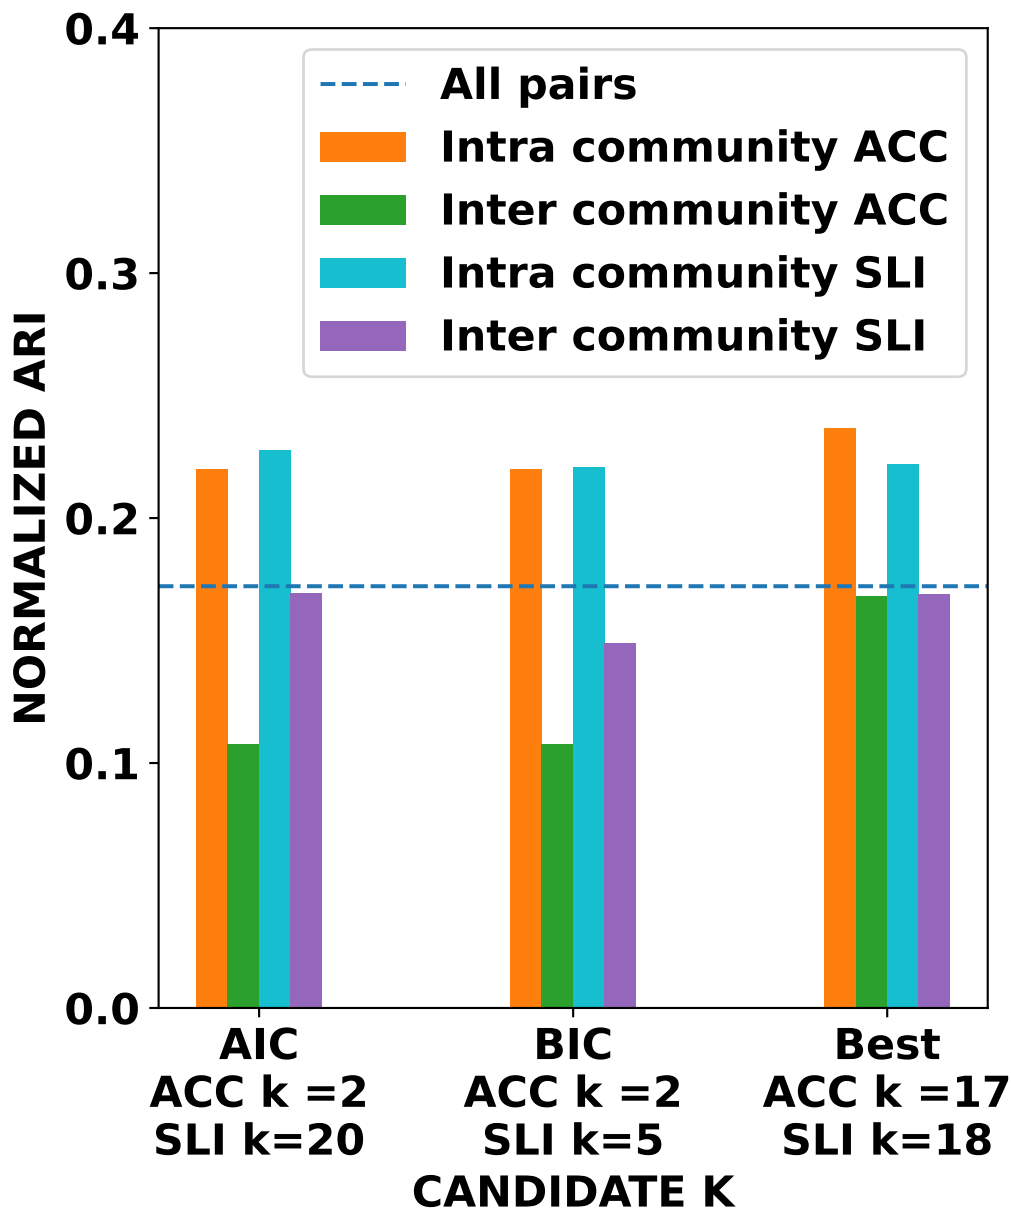 0.4
0.3
0.2
0.1
0.0
NORMALIZED ARI
All pairs
Intra community ACC
Inter community ACC
Intra community SLI
Inter community SLI
AIC
ACC k =2
SLI k=20
BIC
ACC k =2
SLI k=5
Best
ACC k =17
SLI k=18
CANDIDATE K